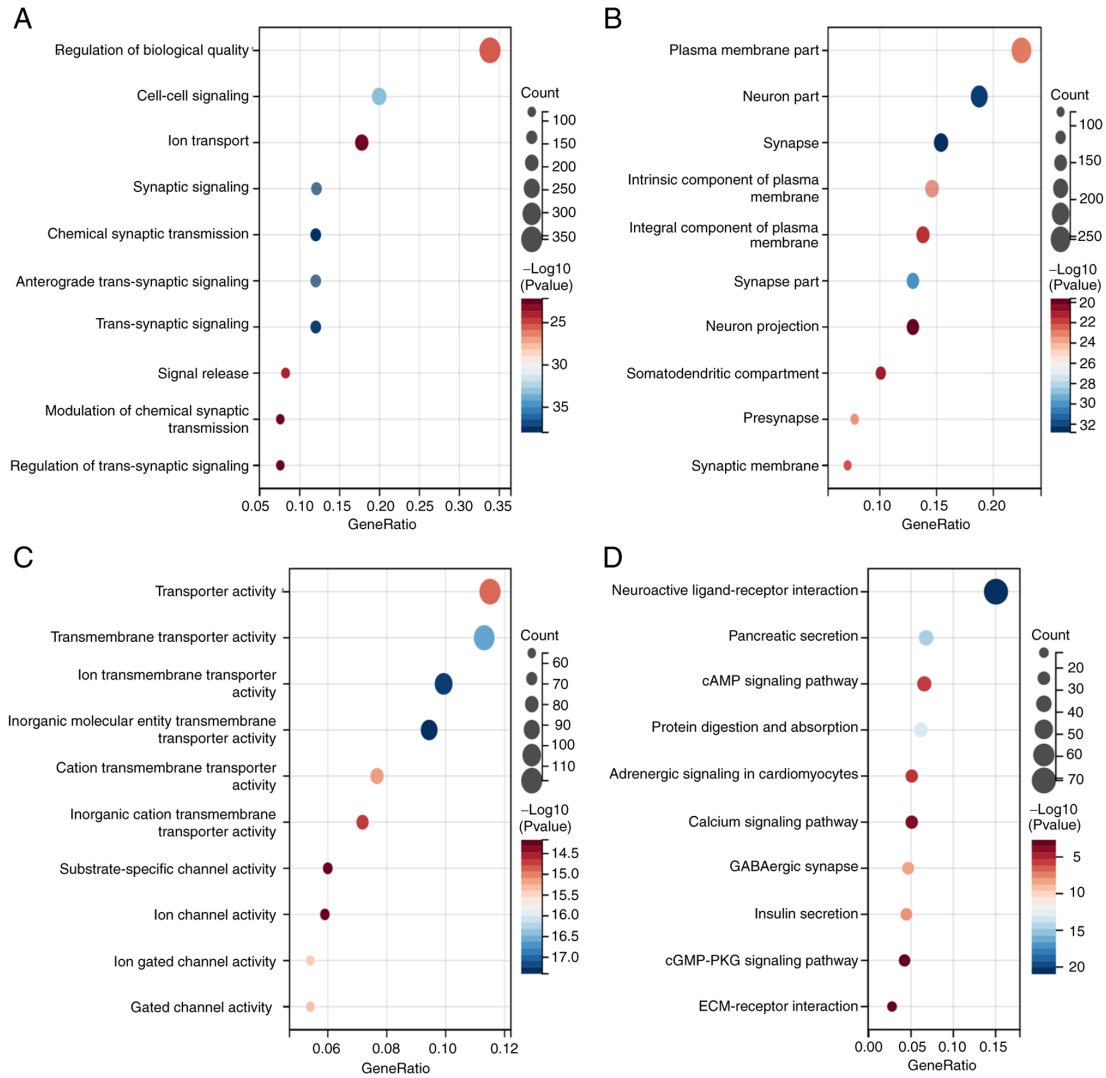 A
Regulation of biological quality
Cell-cell signaling
Ion transport
Synaptic signaling
Chemical synaptic transmission
Anterograde trans-synaptic signaling
Trans-synaptic signaling
Signal release
Modulation of chemical synaptic
transmission
Regulation of trans-synaptic signaling
0.05 0.10 0.15 0.20 0.25 0.30 0.35
GeneRatio
Count
100
150
200
250
300
350
−Log10
(Pvalue)
25
30
35
B
Plasma membrane part
Neuron part
Synapse
Intrinsic component of plasma
membrane
Integral component of plasma
membrane
Synapse part
Neuron projection
Somatodendritic compartment
Presynapse
Synaptic membrane
0.10 0.15 0.20
GeneRatio
Count
100
150
200
250
−Log10
(Pvalue)
20
22
24
26
28
30
32
C
Transporter activity
Transmembrane transporter activity
Ion transmembrane transporter
activity
Inorganic molecular entity transmembrane
transporter activity
Cation transmembrane transporter
activity
Inorganic cation transmembrane
transporter activity
Substrate-specific channel activity
Ion channel activity
Ion gated channel activity
Gated channel activity
0.06 0.08 0.10 0.12
GeneRatio
Count
60
70
80
90
100
110
−Log10
(Pvalue)
14.5
15.0
15.5
16.0
16.5
17.0
D
Neuroactive ligand-receptor interaction
Pancreatic secretion
cAMP signaling pathway
Protein digestion and absorption
Adrenergic signaling in cardiomyocytes
Calcium signaling pathway
GABAergic synapse
Insulin secretion
cGMP-PKG signaling pathway
ECM-receptor interaction
0.00 0.05 0.10 0.15
GeneRatio
Count
20
30
40
50
60
70
−Log10
(Pvalue)
5
10
15
20